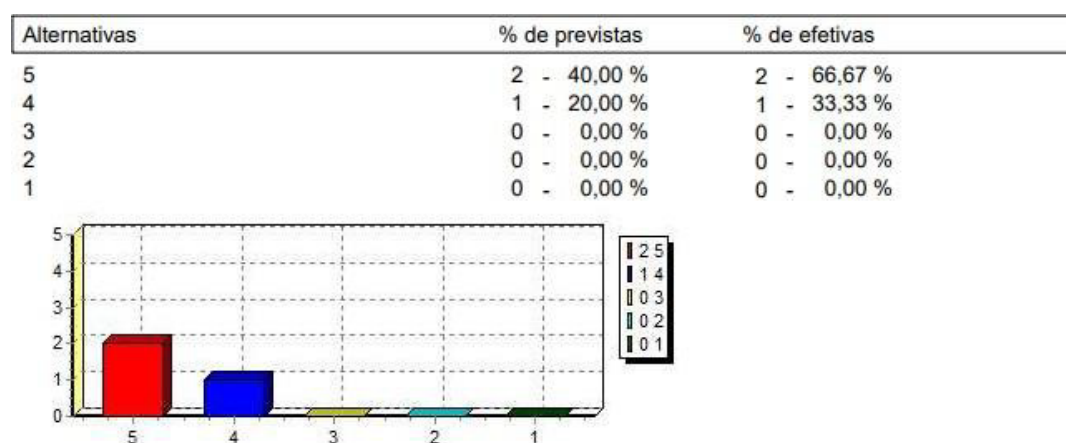 Alternativas % de previstas % de efetivas
5 2 - 40,00 % 2 - 66,67 %
4 1 - 20,00 % 1 - 33,33 %
3 0 - 0,00 % 0 - 0,00 %
2 0 - 0,00 % 0 - 0,00 %
1 0 - 0,00 % 0 - 0,00 %
5
4
3
2
1
0
5 4 3 2 1
2 5
1 4
0 3
0 2
0 1